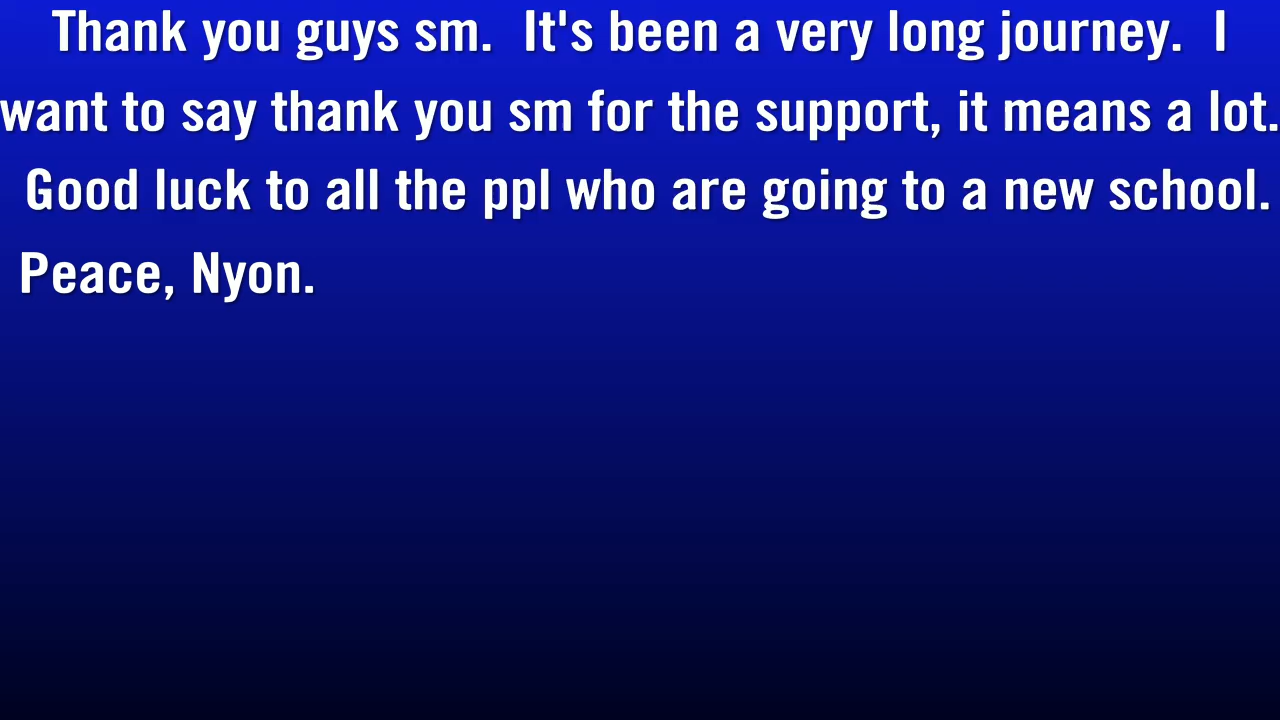 Thank you guys sm.  It's been a very long journey.  I
want to say thank you sm for the support, it means a lot.
Good luck to all the ppl who are going to a new school.
Peace, Nyon.